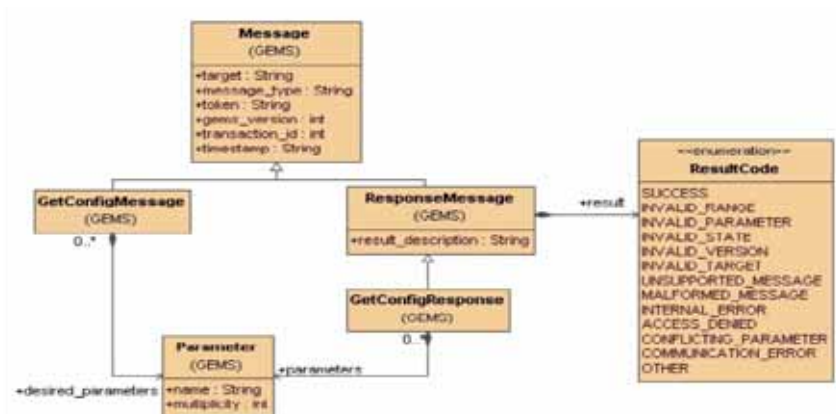 Message
(GEMS)
+target : String
+message_type : String
+token : String
+gems_version : int
+transaction_id : int
+timestamp : String
GetConfigMessage
(GEMS)
0..*
ResponseMessage
(GEMS)
+result_description : String
+result
<<enumeration>>
ResultCode
SUCCESS
INVALID_RANGE
INVALID_PARAMETER
INVALID_STATE
INVALID_VERSION
INVALID_TARGET
UNSUPPORTED_MESSAGE
MALFORMED_MESSAGE
INTERNAL_ERROR
ACCESS_DENIED
CONFLICTING_PARAMETER
COMMUNICATION_ERROR
OTHER
GetConfigResponse
(GEMS)
0..*
Parameter
(GEMS)
+name : String
+multiplicity : int
+desired_parameters
+parameters